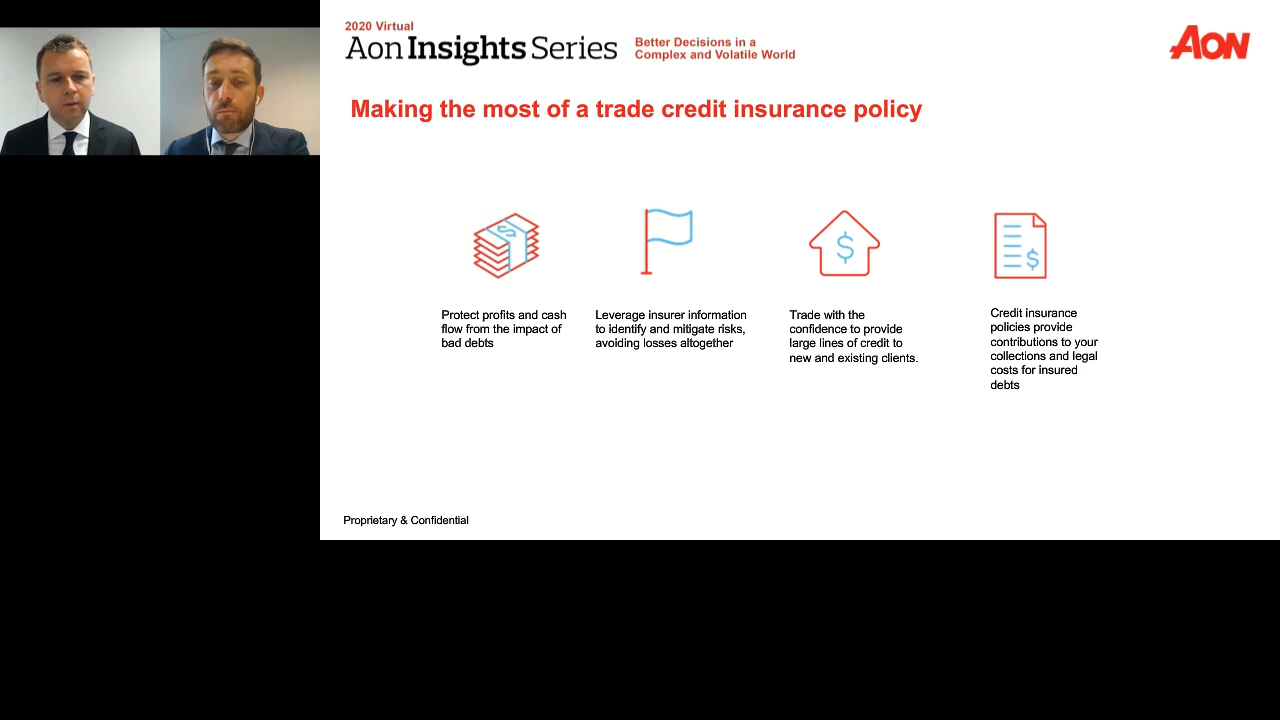 2020 Virtual
Aon Insights Series
Better Decisions in a
Complex and Volatile World
AON
Making the most of a trade credit insurance policy
$
$
$
Protect profits and cash
flow from the impact of
bad debts
Leverage insurer information
to identify and mitigate risks,
avoiding losses altogether
Trade with the
confidence to provide
large lines of credit to
new and existing clients.
Credit insurance
policies provide
contributions to your
collections and legal
costs for insured
debts
Proprietary & Confidential